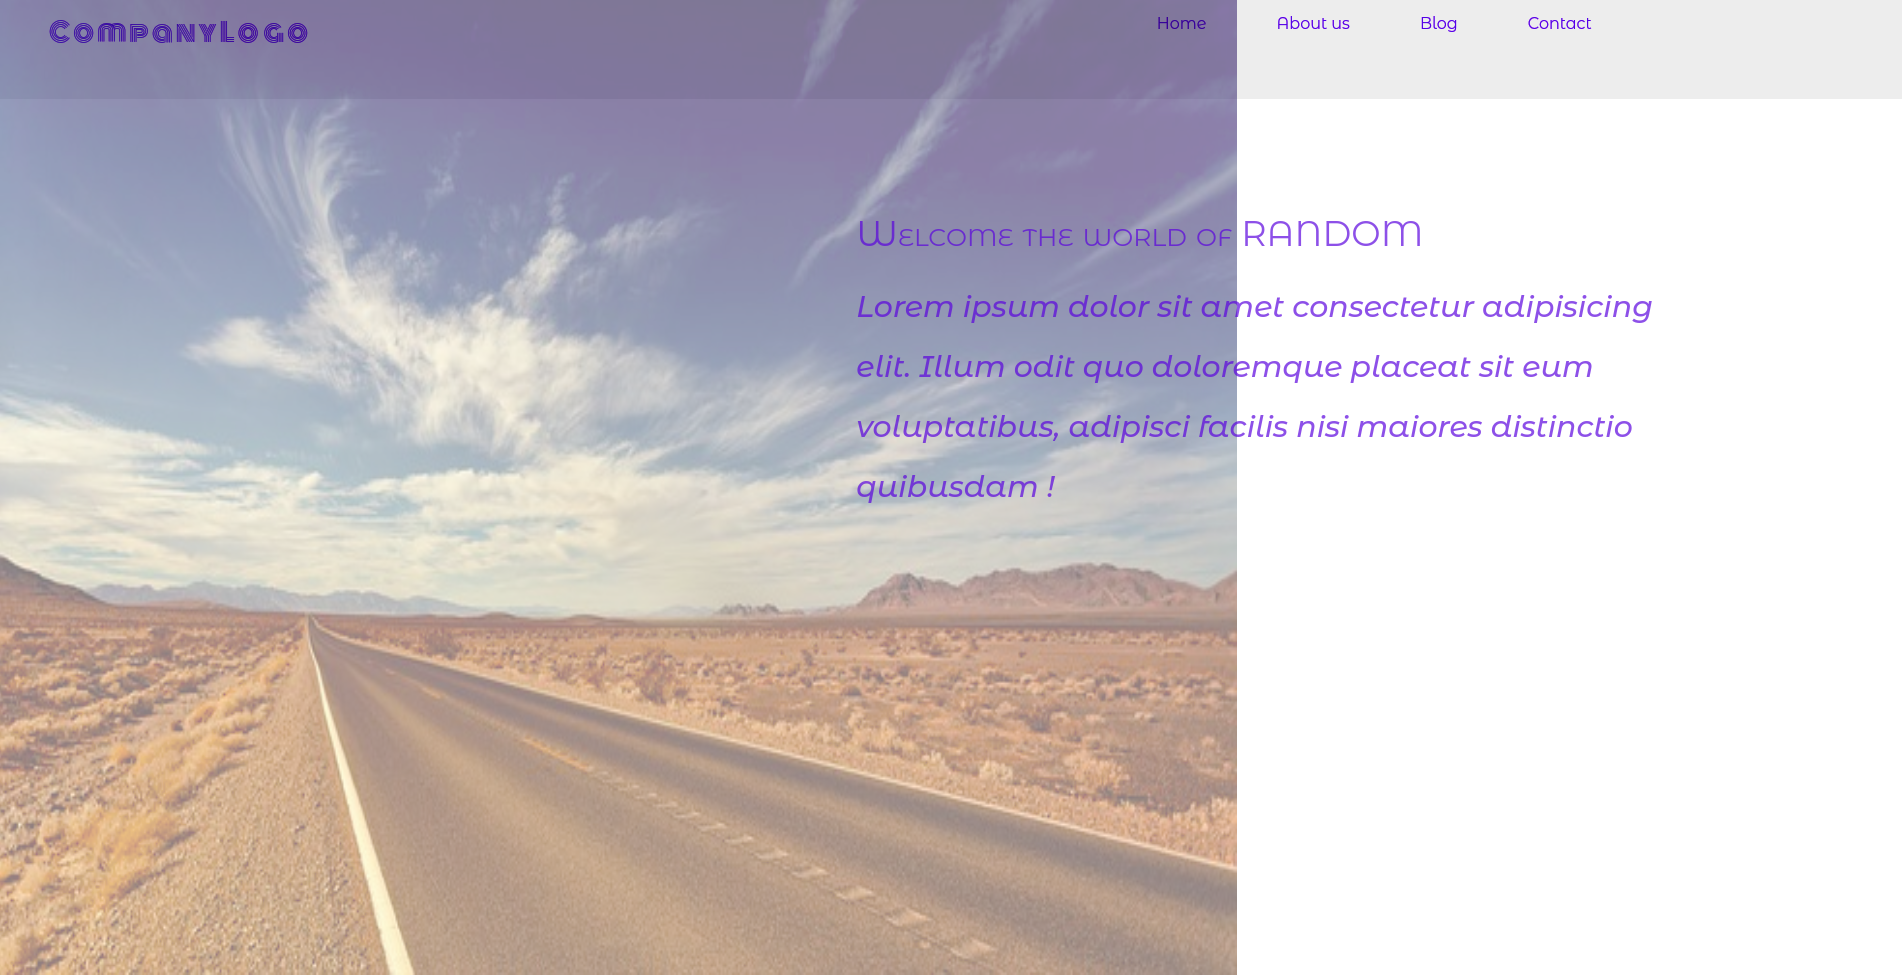 CompanyLogo
Home About us Blog Contact
Welcome the world of RANDOM
Lorem ipsum dolor sit amet consectetur adipisicing
elit. Illum odit quo doloremque placeat sit eum
voluptatibus, adipisci facilis nisi maiores distinctio
quibusdam !